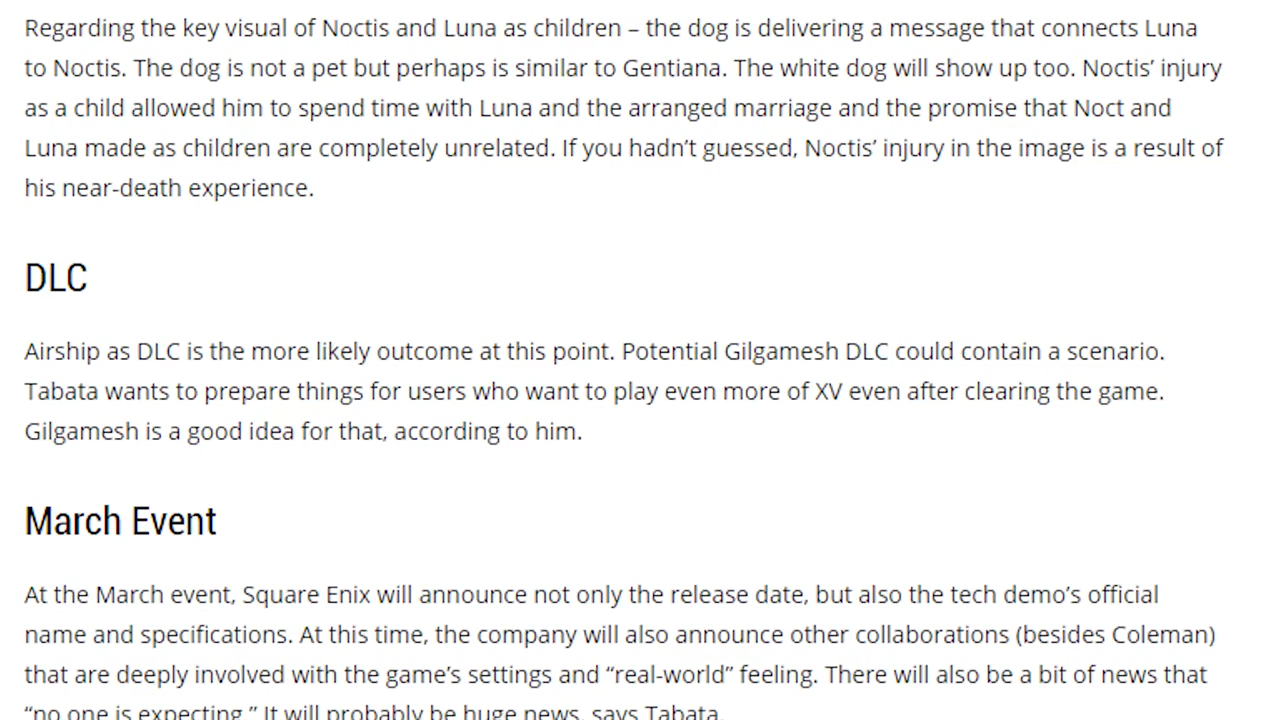 Regarding the key visual of Noctis and Luna as children – the dog is delivering a message that connects Luna
to Noctis. The dog is not a pet but perhaps is similar to Gentiana. The white dog will show up too. Noctis’ injury
as a child allowed him to spend time with Luna and the arranged marriage and the promise that Noct and
Luna made as children are completely unrelated. If you hadn’t guessed, Noctis’ injury in the image is a result of
his near-death experience.
DLC
Airship as DLC is the more likely outcome at this point. Potential Gilgamesh DLC could contain a scenario.
Tabata wants to prepare things for users who want to play even more of XV even after clearing the game.
Gilgamesh is a good idea for that, according to him.
March Event
At the March event, Square Enix will announce not only the release date, but also the tech demo’s official
name and specifications. At this time, the company will also announce other collaborations (besides Coleman)
that are deeply involved with the game’s settings and “real-world” feeling. There will also be a bit of news that
“no one is expecting.” It will probably be huge news, says Tabata.